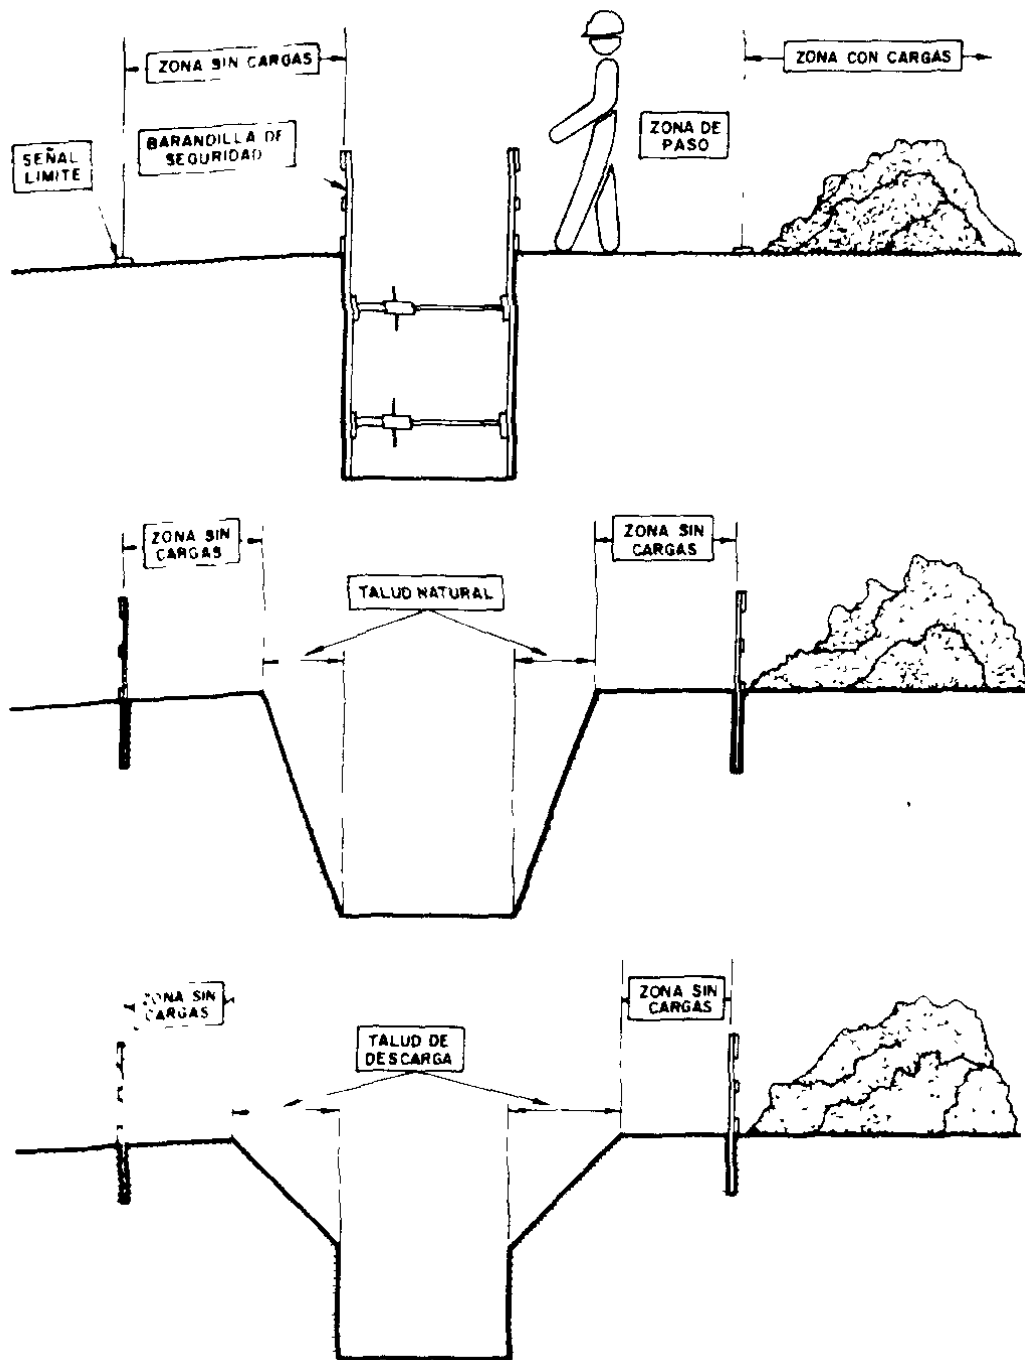 ZONA SIN CARGAS
ZONA CON CARGAS
BARANDILLA DE
SEGURIDAD
ZONA DE
PASO
SEÑAL
LIMITE
ZONA SIN
CARGAS
ZONA SIN
CARGAS
TALUD NATURAL
ZONA SIN
CARGAS
ZONA SIN
CARGAS
TALUD DE
DESCARGA